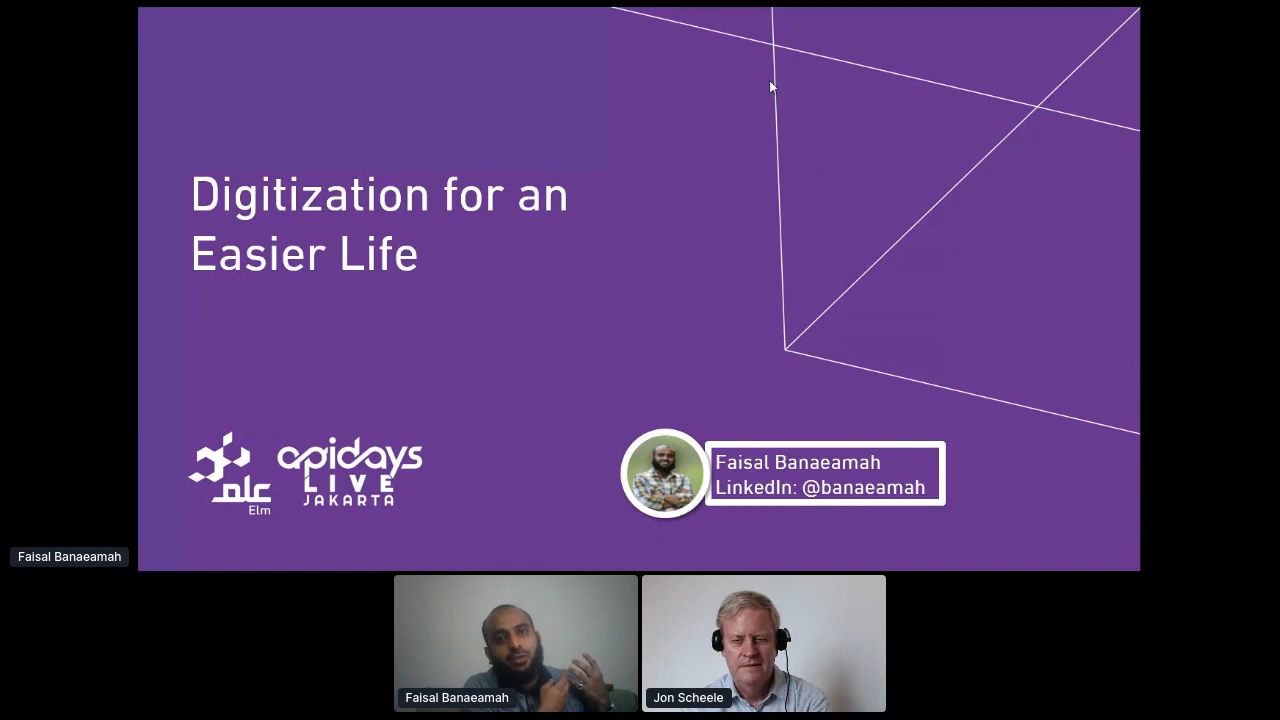 Digitization for an
Easier Life
علم
Elm
apidays
LIVE
JAKARTA
Faisal Banaeamah
LinkedIn: @banaeamah
Faisal Banaeamah
Faisal Banaeamah
Jon Scheele